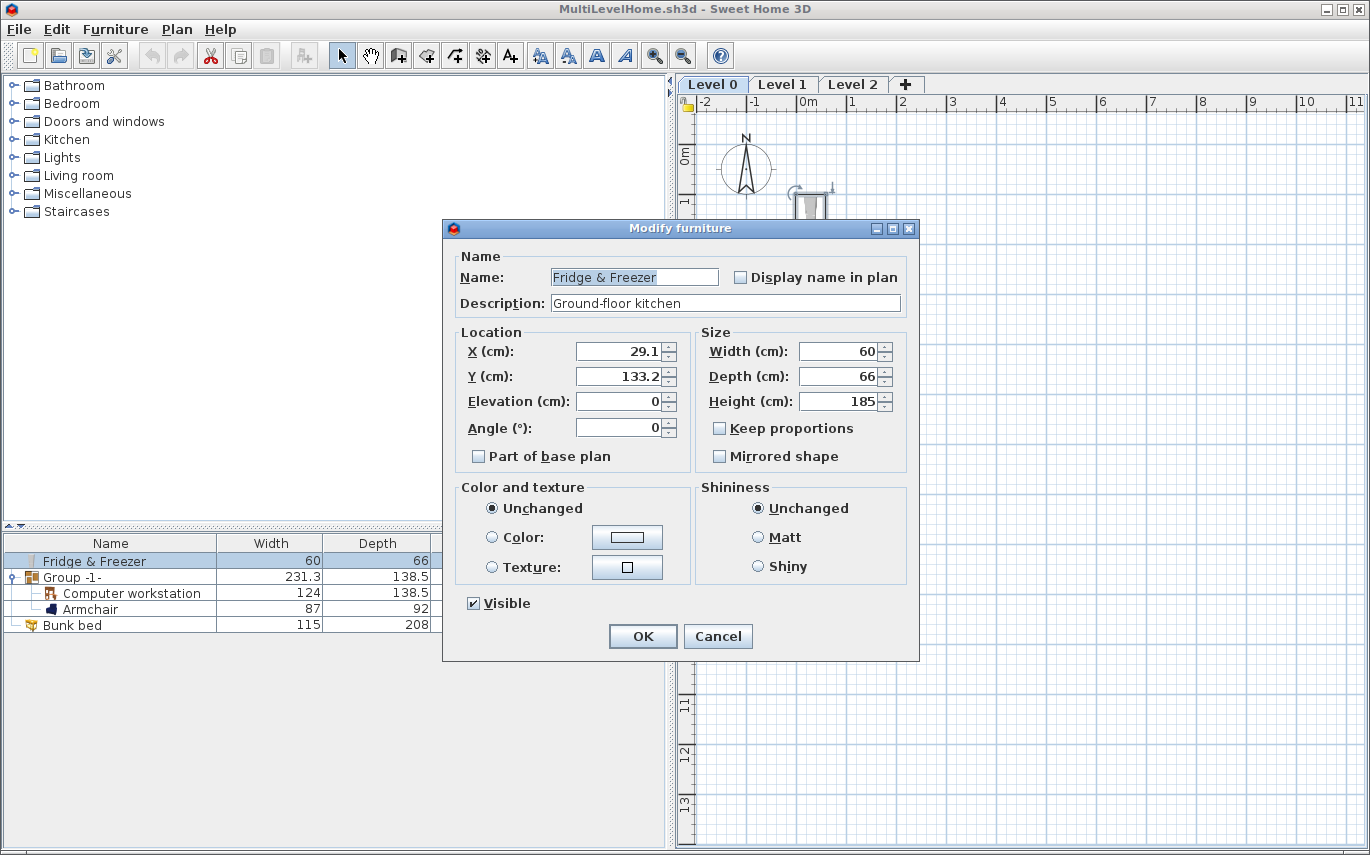 MultiLevelHome.sh3d - Sweet Home 3D
File Edit Furniture Plan Help
Bathroom
Bedroom
Doors and windows
Kitchen
Lights
Living room
Miscellaneous
Staircases
Name Width Depth
Fridge & Freezer 60 66
Group -1- 231.3 138.5
Computer workstation 124 138.5
Armchair 87 92
Bunk bed 115 208
Level 0 Level 1 Level 2
-2 -1 0m 1 2 3 4 5 6 7 8 9 10 11
N
0m
1
11
12
13
Modify furniture
Name
Name: Fridge & Freezer Display name in plan
Description: Ground-floor kitchen
Location
X (cm): 29.1
Y (cm): 133.2
Elevation (cm): 0
Angle (°): 0
Part of base plan
Size
Width (cm): 60
Depth (cm): 66
Height (cm): 185
Keep proportions
Mirrored shape
Color and texture
Unchanged
Color:
Texture:
Shininess
Unchanged
Matt
Shiny
Visible
OK Cancel